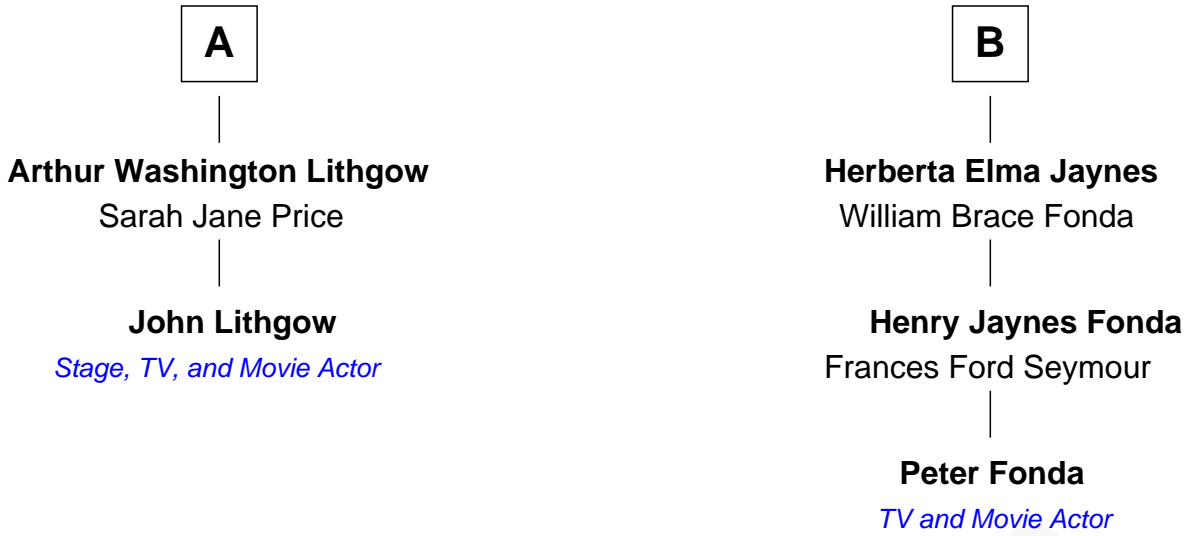 A
Arthur Washington Lithgow
Sarah Jane Price
John Lithgow
Stage, TV, and Movie Actor
B
Herberta Elma Jaynes
William Brace Fonda
Henry Jaynes Fonda
Frances Ford Seymour
Peter Fonda
TV and Movie Actor